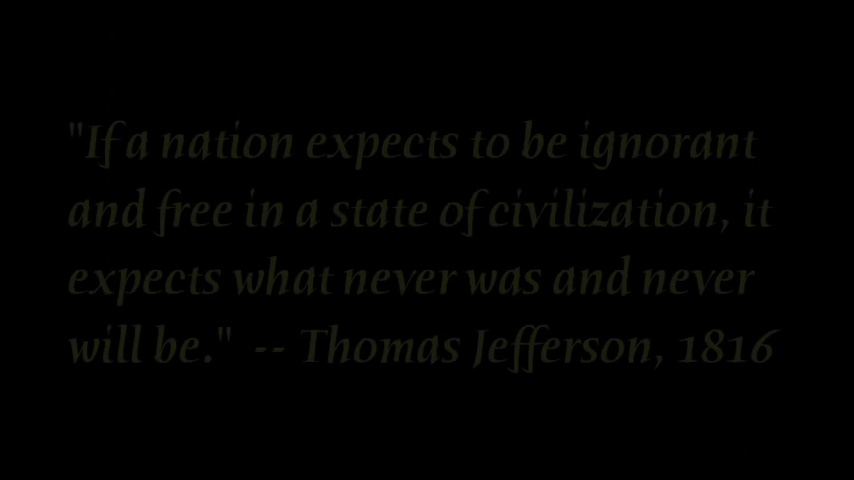 "If a nation expects to be ignorant
and free in a state of civilization, it
expects what never was and never
will be." -- Thomas Jefferson, 1816